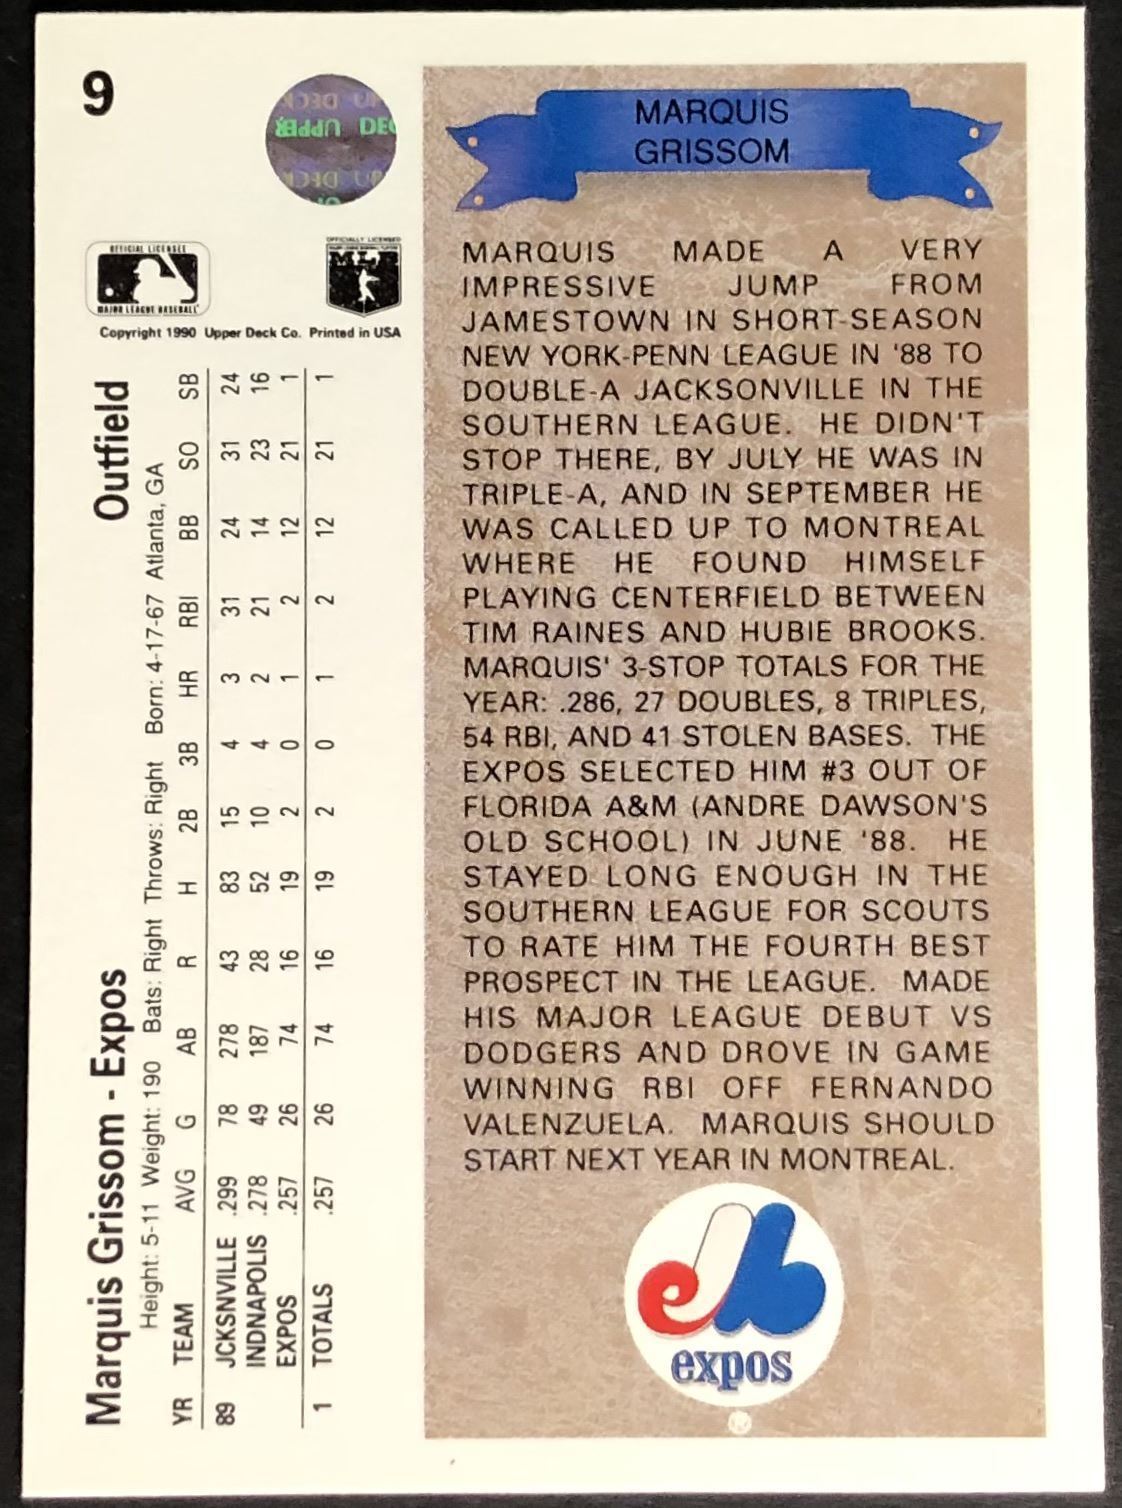 9
UPPER DECK
OFFICIAL LICENSEE
MAJOR LEAGUE BASEBALL
OFFICIALLY LICENSED
Copyright 1990 Upper Deck Co. Printed in USA
Marquis Grissom - Expos Outfield
Height: 5-11 Weight: 190 Bats: Right Throws: Right Born: 4-17-67 Atlanta, GA
YR TEAM AVG G AB R H 2B 3B HR RBI BB SO SB
89 JCKSNVILLE .299 78 278 43 83 15 4 3 31 24 31 24
INDNAPOLIS .278 49 187 28 52 10 4 2 21 14 23 16
EXPOS .257 26 74 16 19 2 0 1 2 12 21 1
1 TOTALS .257 26 74 16 19 2 0 1 2 12 21 1
MARQUIS
GRISSOM
MARQUIS MADE A VERY
IMPRESSIVE JUMP FROM
JAMESTOWN IN SHORT-SEASON
NEW YORK-PENN LEAGUE IN '88 TO
DOUBLE-A JACKSONVILLE IN THE
SOUTHERN LEAGUE. HE DIDN'T
STOP THERE, BY JULY HE WAS IN
TRIPLE-A, AND IN SEPTEMBER HE
WAS CALLED UP TO MONTREAL
WHERE HE FOUND HIMSELF
PLAYING CENTERFIELD BETWEEN
TIM RAINES AND HUBIE BROOKS.
MARQUIS' 3-STOP TOTALS FOR THE
YEAR: .286, 27 DOUBLES, 8 TRIPLES,
54 RBI, AND 41 STOLEN BASES. THE
EXPOS SELECTED HIM #3 OUT OF
FLORIDA A&M (ANDRE DAWSON'S
OLD SCHOOL) IN JUNE '88. HE
STAYED LONG ENOUGH IN THE
SOUTHERN LEAGUE FOR SCOUTS
TO RATE HIM THE FOURTH BEST
PROSPECT IN THE LEAGUE. MADE
HIS MAJOR LEAGUE DEBUT VS
DODGERS AND DROVE IN GAME
WINNING RBI OFF FERNANDO
VALENZUELA. MARQUIS SHOULD
START NEXT YEAR IN MONTREAL.
expos